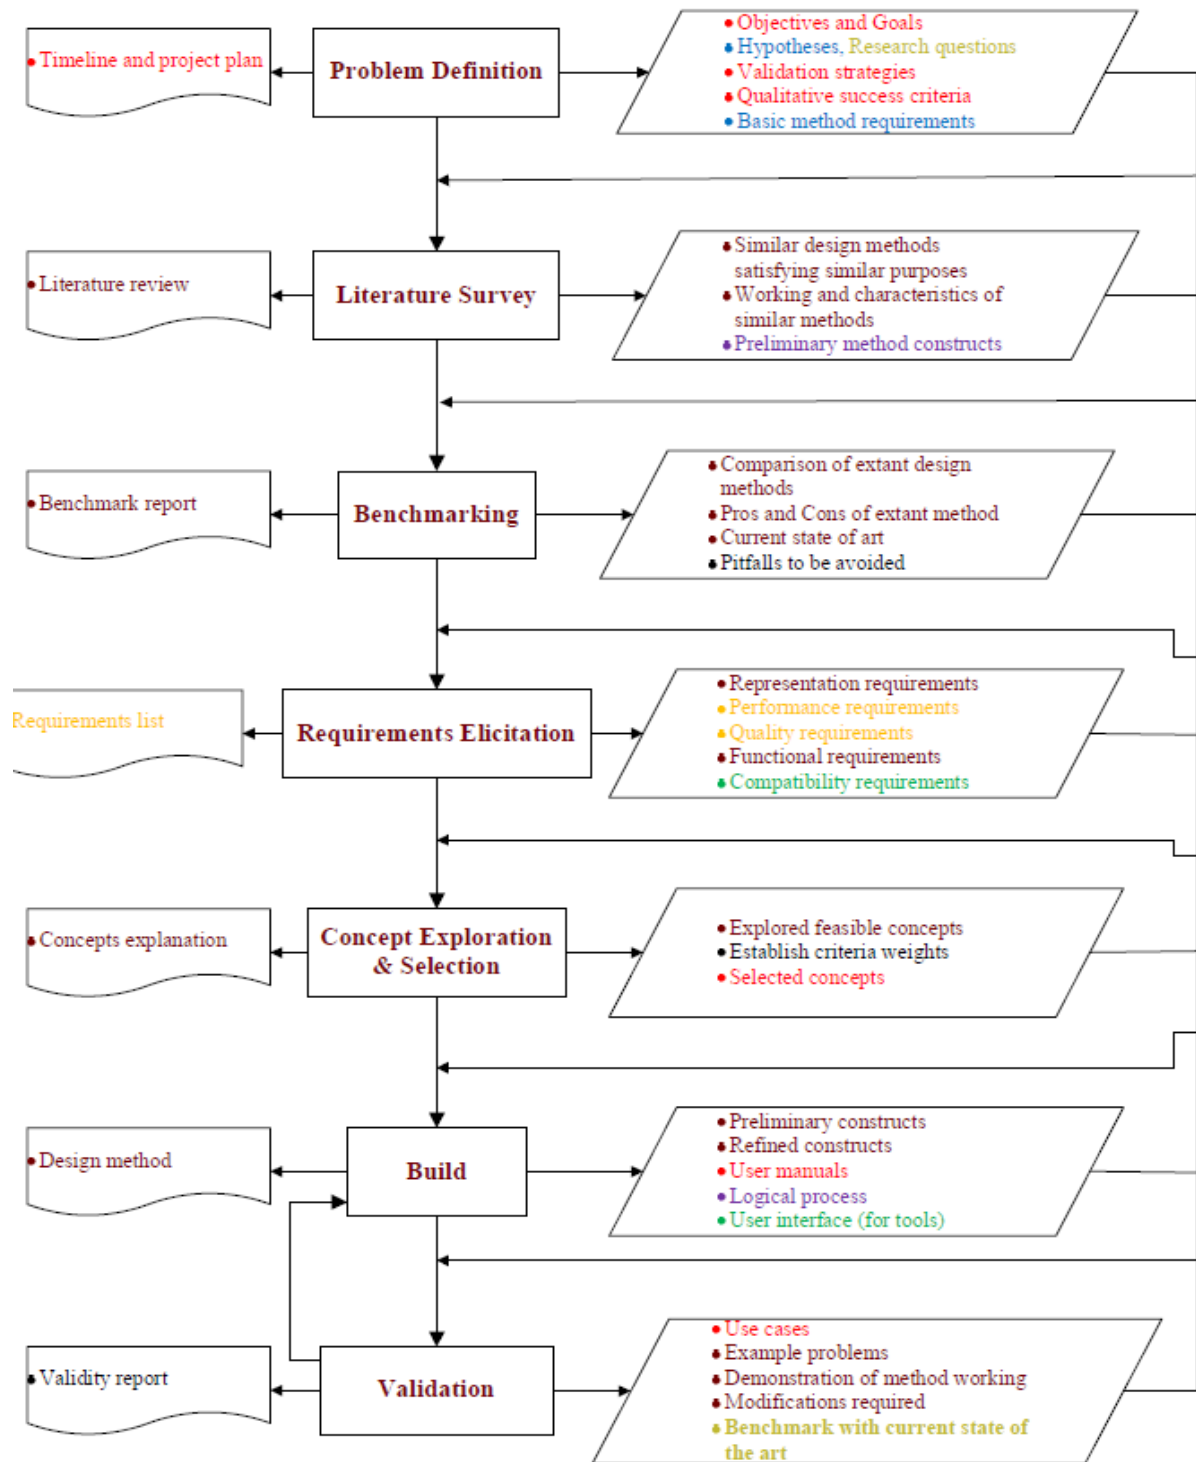 Timeline and project plan
Problem Definition
Objectives and Goals
Hypotheses, Research questions
Validation strategies
Qualitative success criteria
Basic method requirements
Literature review
Literature Survey
Similar design methods
satisfying similar purposes
Working and characteristics of
similar methods
Preliminary method constructs
Benchmark report
Benchmarking
Comparison of extant design
methods
Pros and Cons of extant method
Current state of art
Pitfalls to be avoided
Requirements list
Requirements Elicitation
Representation requirements
Performance requirements
Quality requirements
Functional requirements
Compatibility requirements
Concepts explanation
Concept Exploration
& Selection
Explored feasible concepts
Establish criteria weights
Selected concepts
Design method
Build
Preliminary constructs
Refined constructs
User manuals
Logical process
User interface (for tools)
Validity report
Validation
Use cases
Example problems
Demonstration of method working
Modifications required
Benchmark with current state of
the art